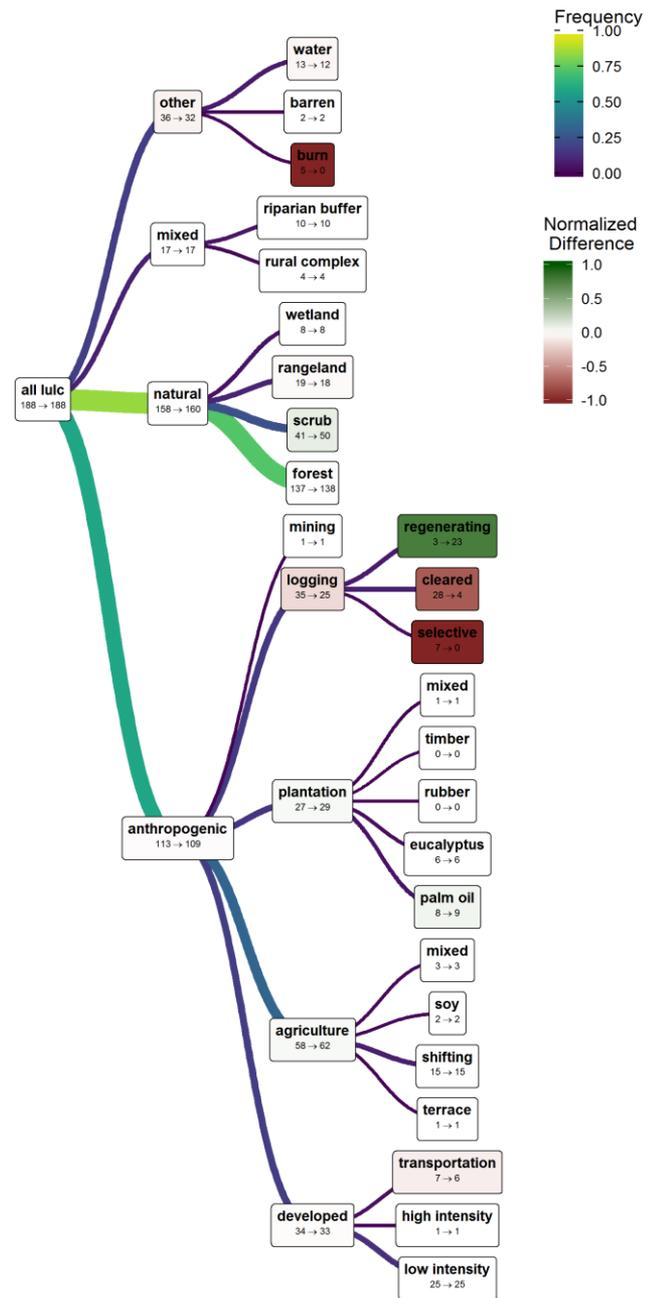 Frequency
1.00
0.75
0.50
0.25
0.00
Normalized
Difference
1.0
0.5
0.0
-0.5
-1.0
all lulc
188 → 188
other
36 → 32
water
13 → 12
barren
2 → 2
burn
5 → 0
mixed
17 → 17
riparian buffer
10 → 10
rural complex
4 → 4
natural
158 → 160
wetland
8 → 8
rangeland
19 → 18
scrub
41 → 50
forest
137 → 138
anthropogenic
113 → 109
mining
1 → 1
logging
35 → 25
regenerating
3 → 23
cleared
28 → 4
selective
7 → 0
plantation
27 → 29
mixed
1 → 1
timber
0 → 0
rubber
0 → 0
eucalyptus
6 → 6
palm oil
8 → 9
agriculture
58 → 62
mixed
3 → 3
soy
2 → 2
shifting
15 → 15
terrace
1 → 1
developed
34 → 33
transportation
7 → 6
high intensity
1 → 1
low intensity
25 → 25